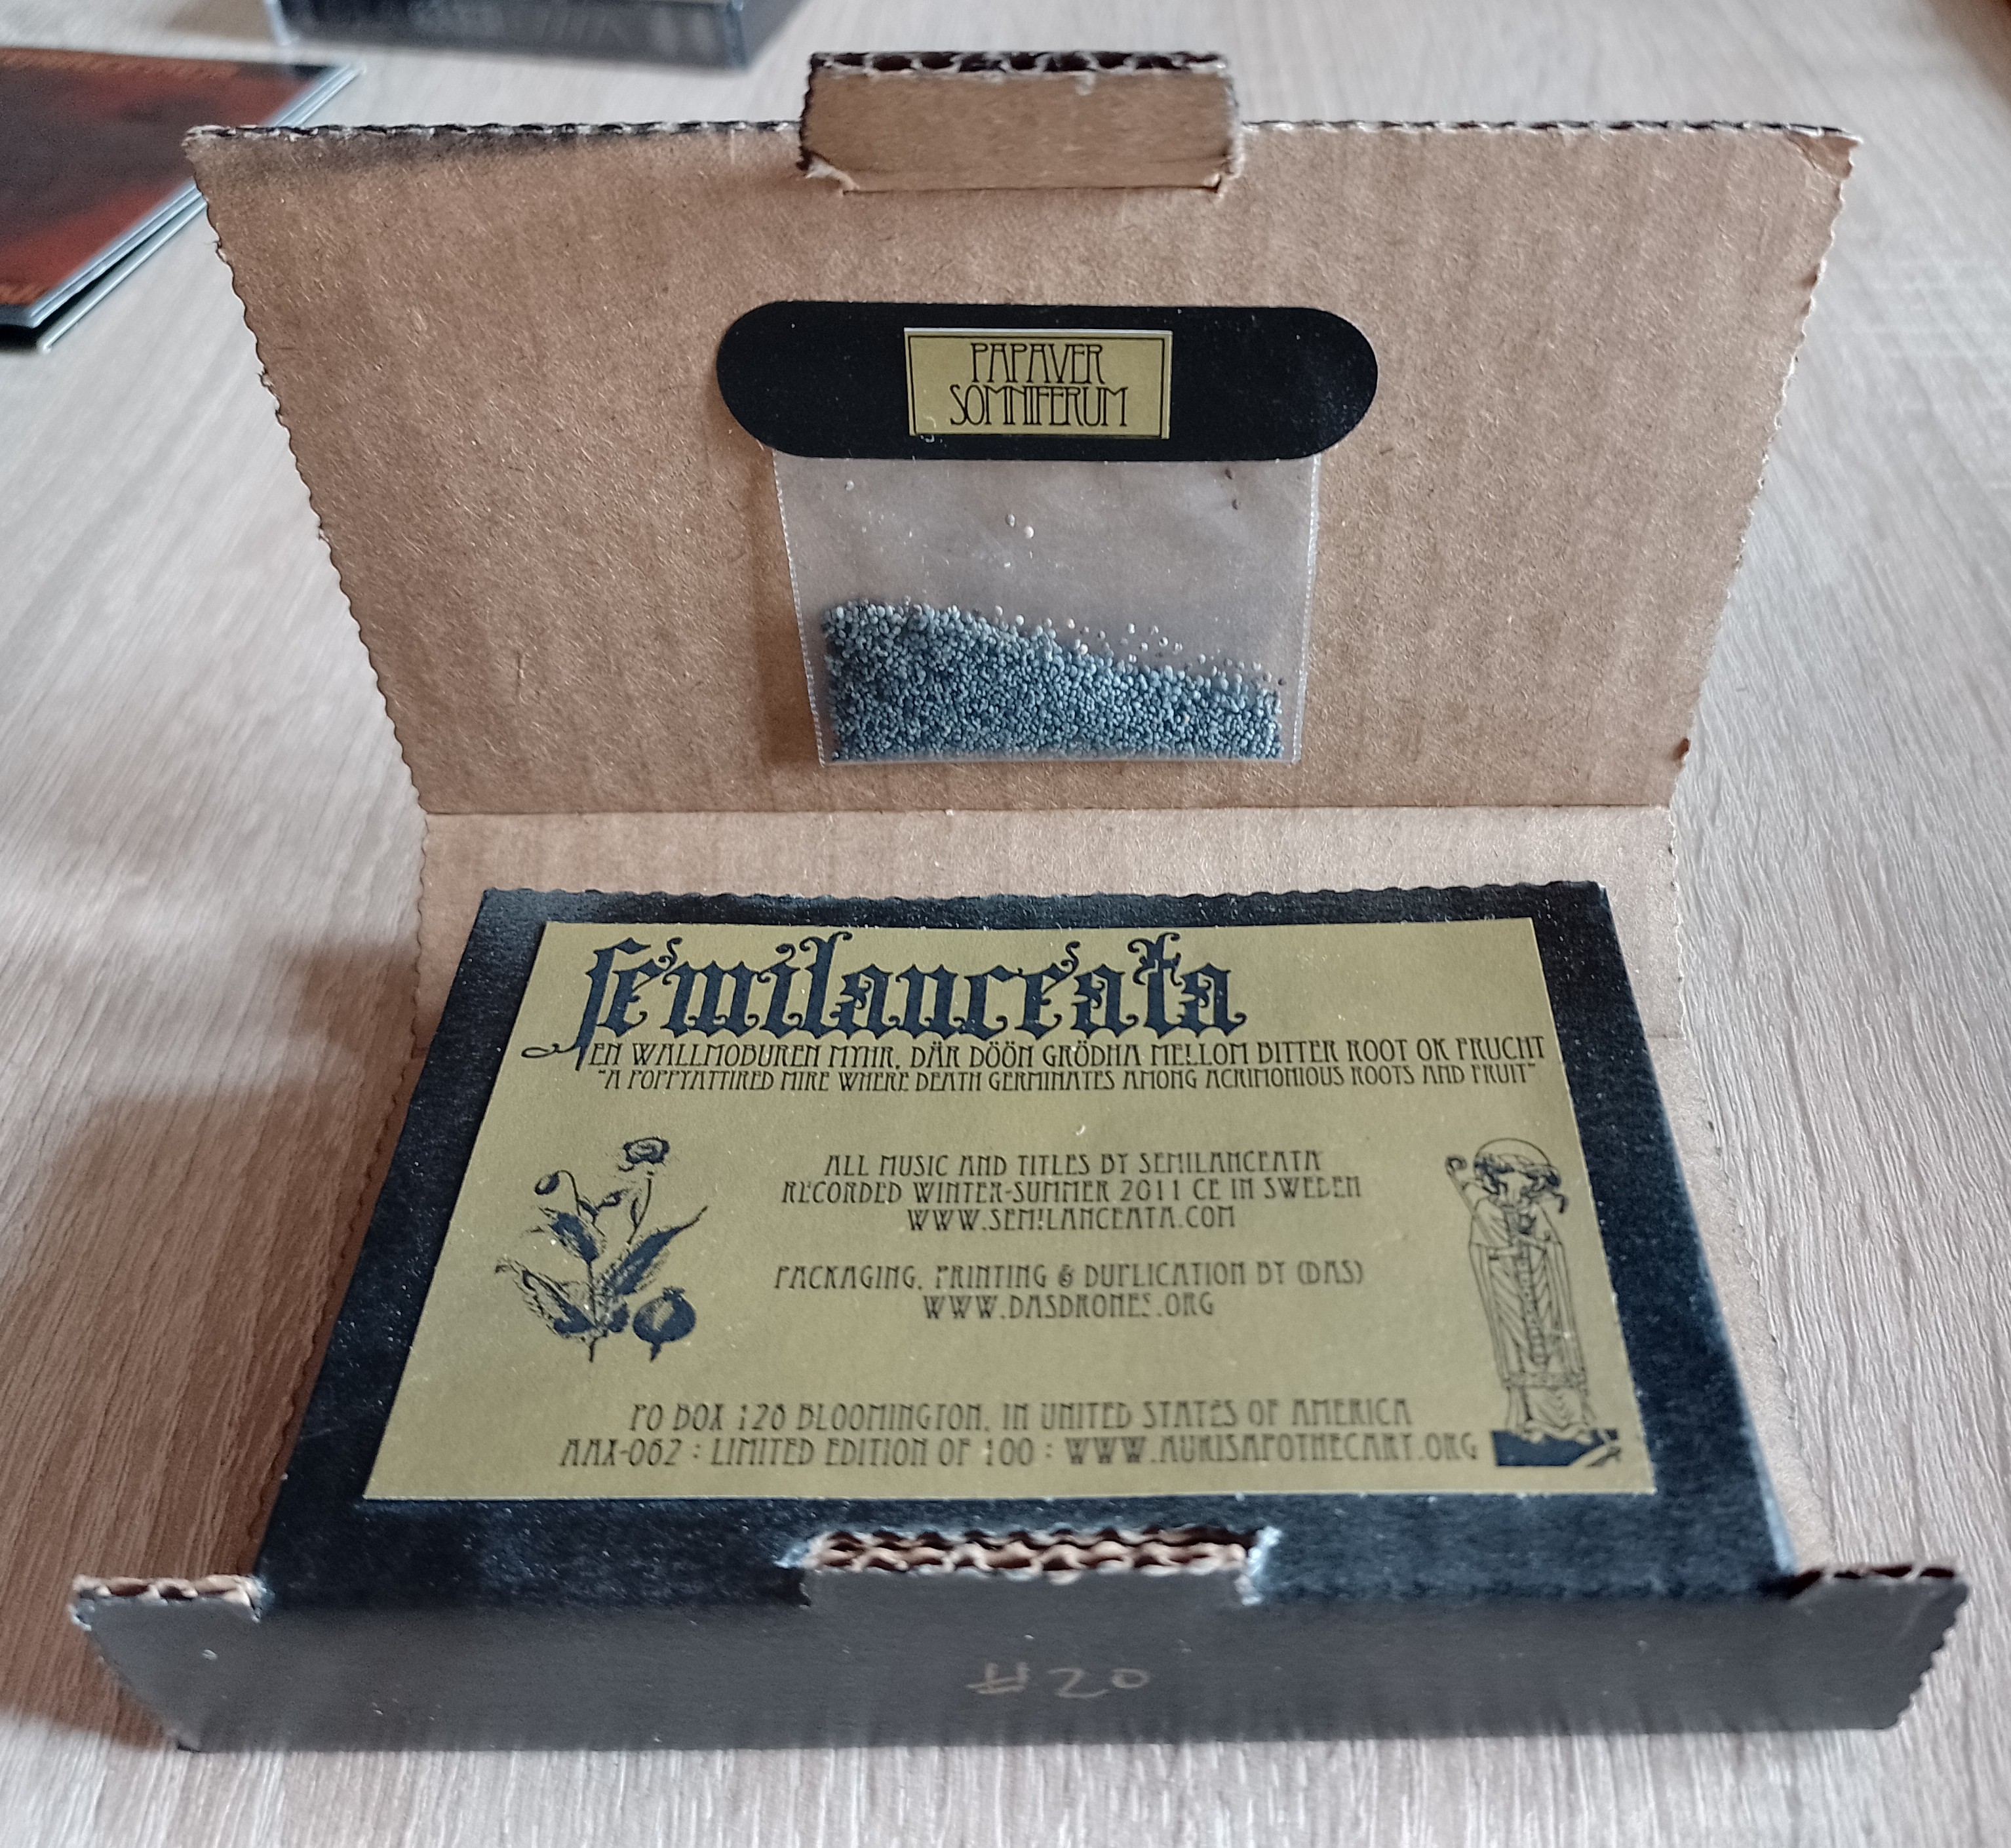 PAPAVER
SOMNIFERUM
Semilanceata
EN WALLMOBUREN MYHR, DÄR DÖÖN GRÖDHA MELLOM BITTER ROOT OK FRUCHT
"A POPPYATTIRED MIRE WHERE DEATH GERMINATES AMONG ACRIMONIOUS ROOTS AND FRUIT"
ALL MUSIC AND TITLES BY SEMILANCEATA
RECORDED WINTER-SUMMER 2011 CE IN SWEDEN
WWW.SEMILANCEATA.COM
PACKAGING, PRINTING & DUPLICATION BY (DAS)
WWW.DASDRONES.ORG
PO BOX 128 BLOOMINGTON, IN UNITED STATES OF AMERICA
AAX-062 : LIMITED EDITION OF 100 : WWW.AURISAPOTHECARY.ORG
#20